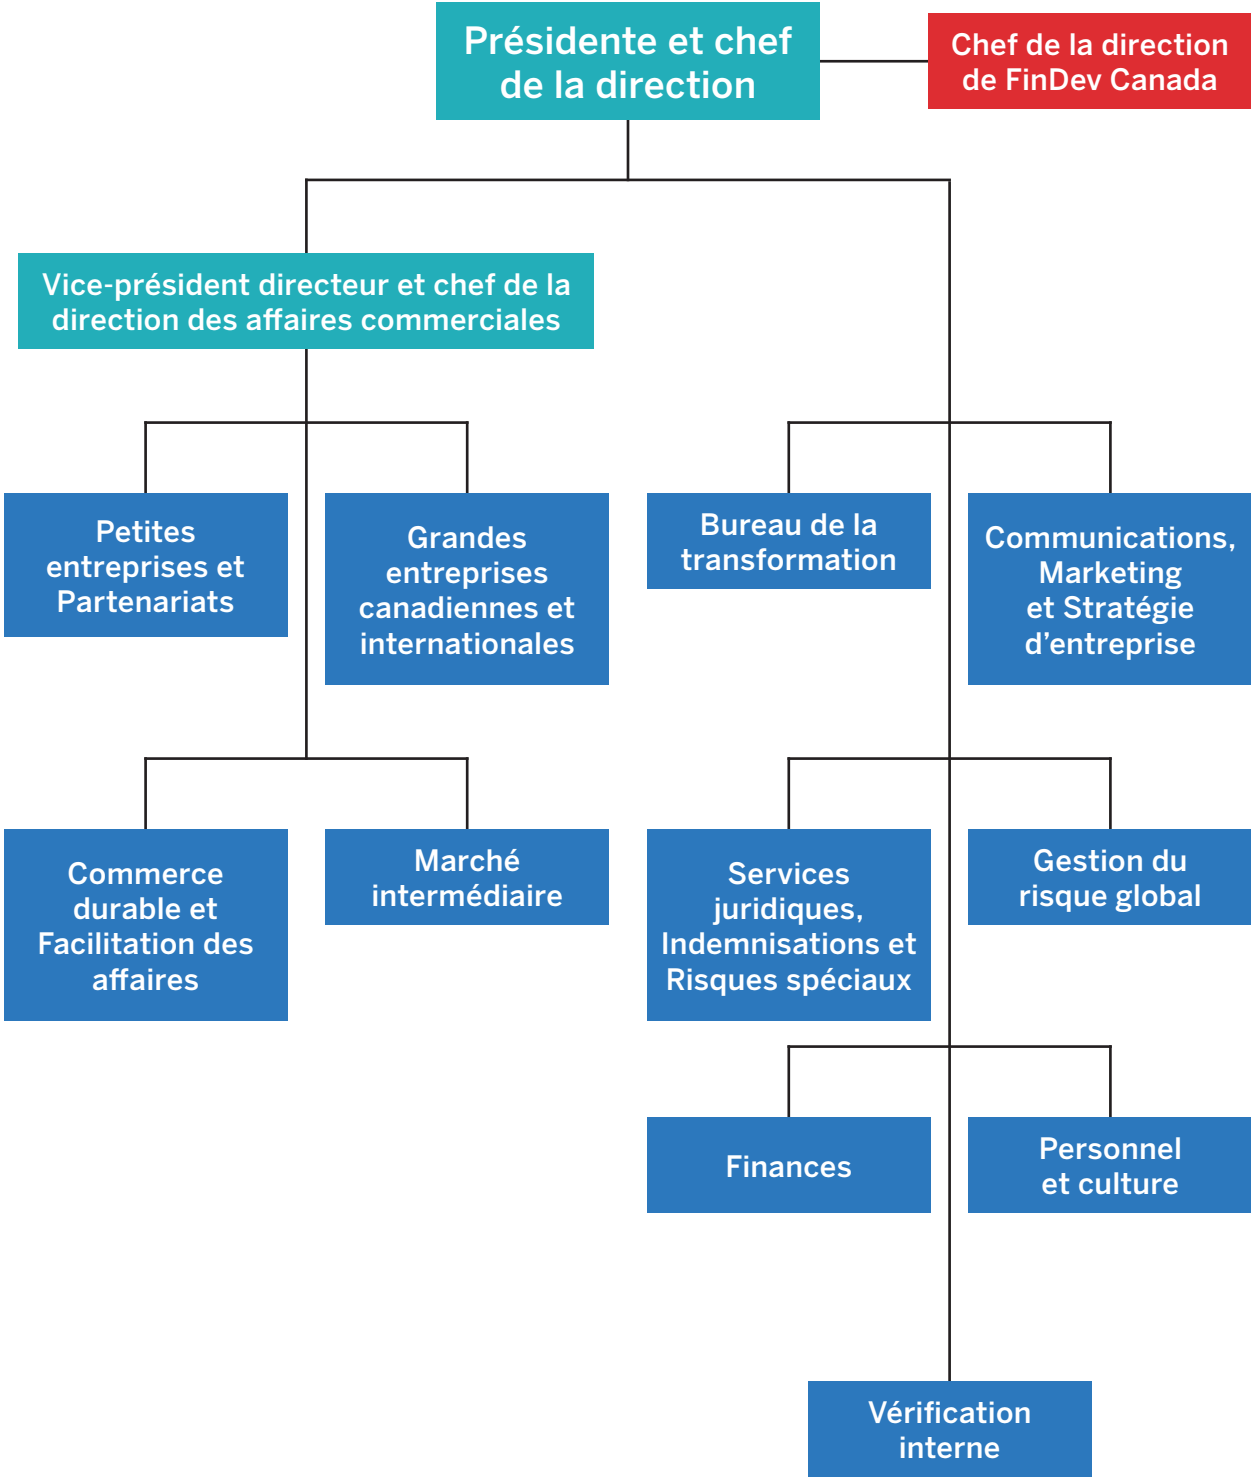 Présidente et chef
de la direction
Chef de la direction
de FinDev Canada
Vice-président directeur et chef de la
direction des affaires commerciales
Petites
entreprises et
Partenariats
Grandes
entreprises
canadiennes et
internationales
Bureau de la
transformation
Communications,
Marketing
et Stratégie
d’entreprise
Commerce
durable et
Facilitation des
affaires
Marché
intermédiaire
Services
juridiques,
Indemnisations et
Risques spéciaux
Gestion du
risque global
Finances
Personnel
et culture
Vérification
interne